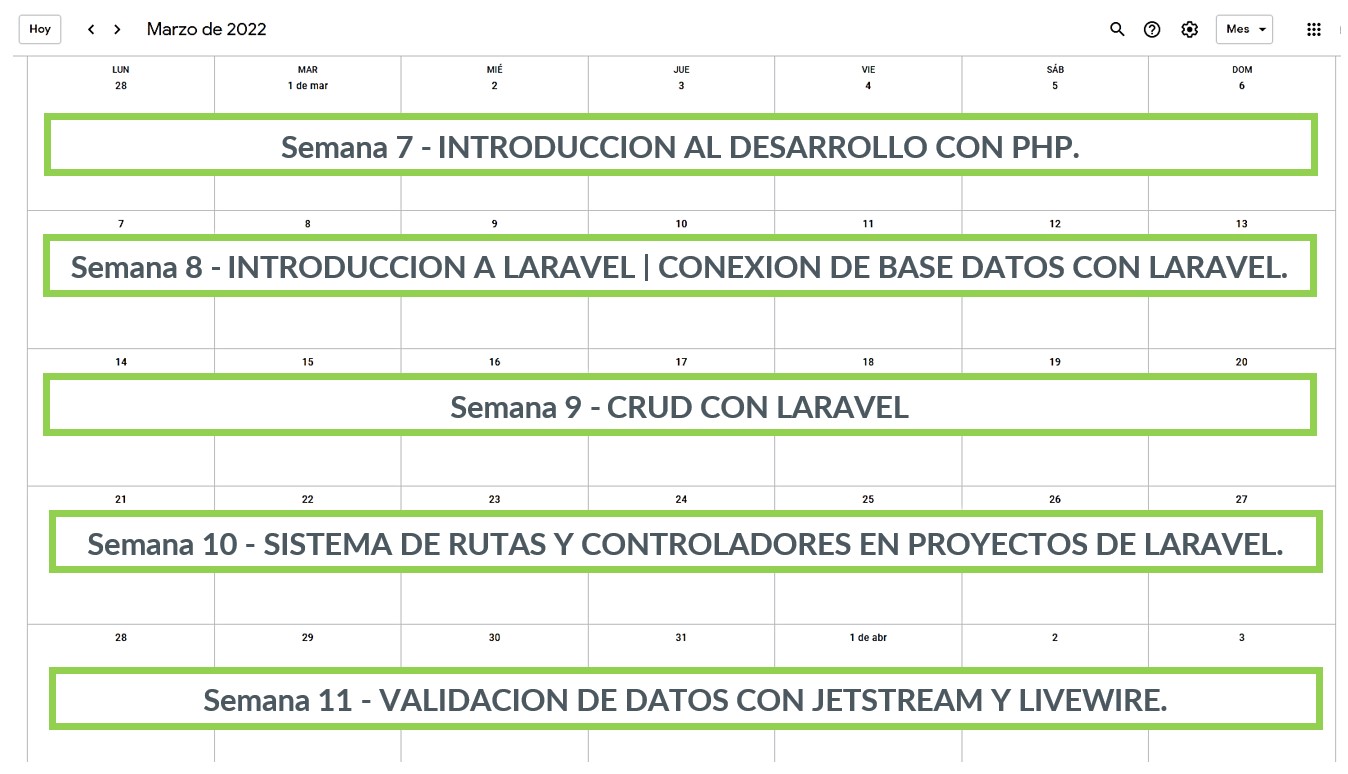 Hoy Marzo de 2022 Mes
LUN MAR MIÉ JUE VIE SÁB DOM
28 1 de mar 2 3 4 5 6
Semana 7 - INTRODUCCION AL DESARROLLO CON PHP.
7 8 9 10 11 12 13
Semana 8 - INTRODUCCION A LARAVEL | CONEXION DE BASE DATOS CON LARAVEL.
14 15 16 17 18 19 20
Semana 9 - CRUD CON LARAVEL
21 22 23 24 25 26 27
Semana 10 - SISTEMA DE RUTAS Y CONTROLADORES EN PROYECTOS DE LARAVEL.
28 29 30 31 1 de abr 2 3
Semana 11 - VALIDACION DE DATOS CON JETSTREAM Y LIVEWIRE.